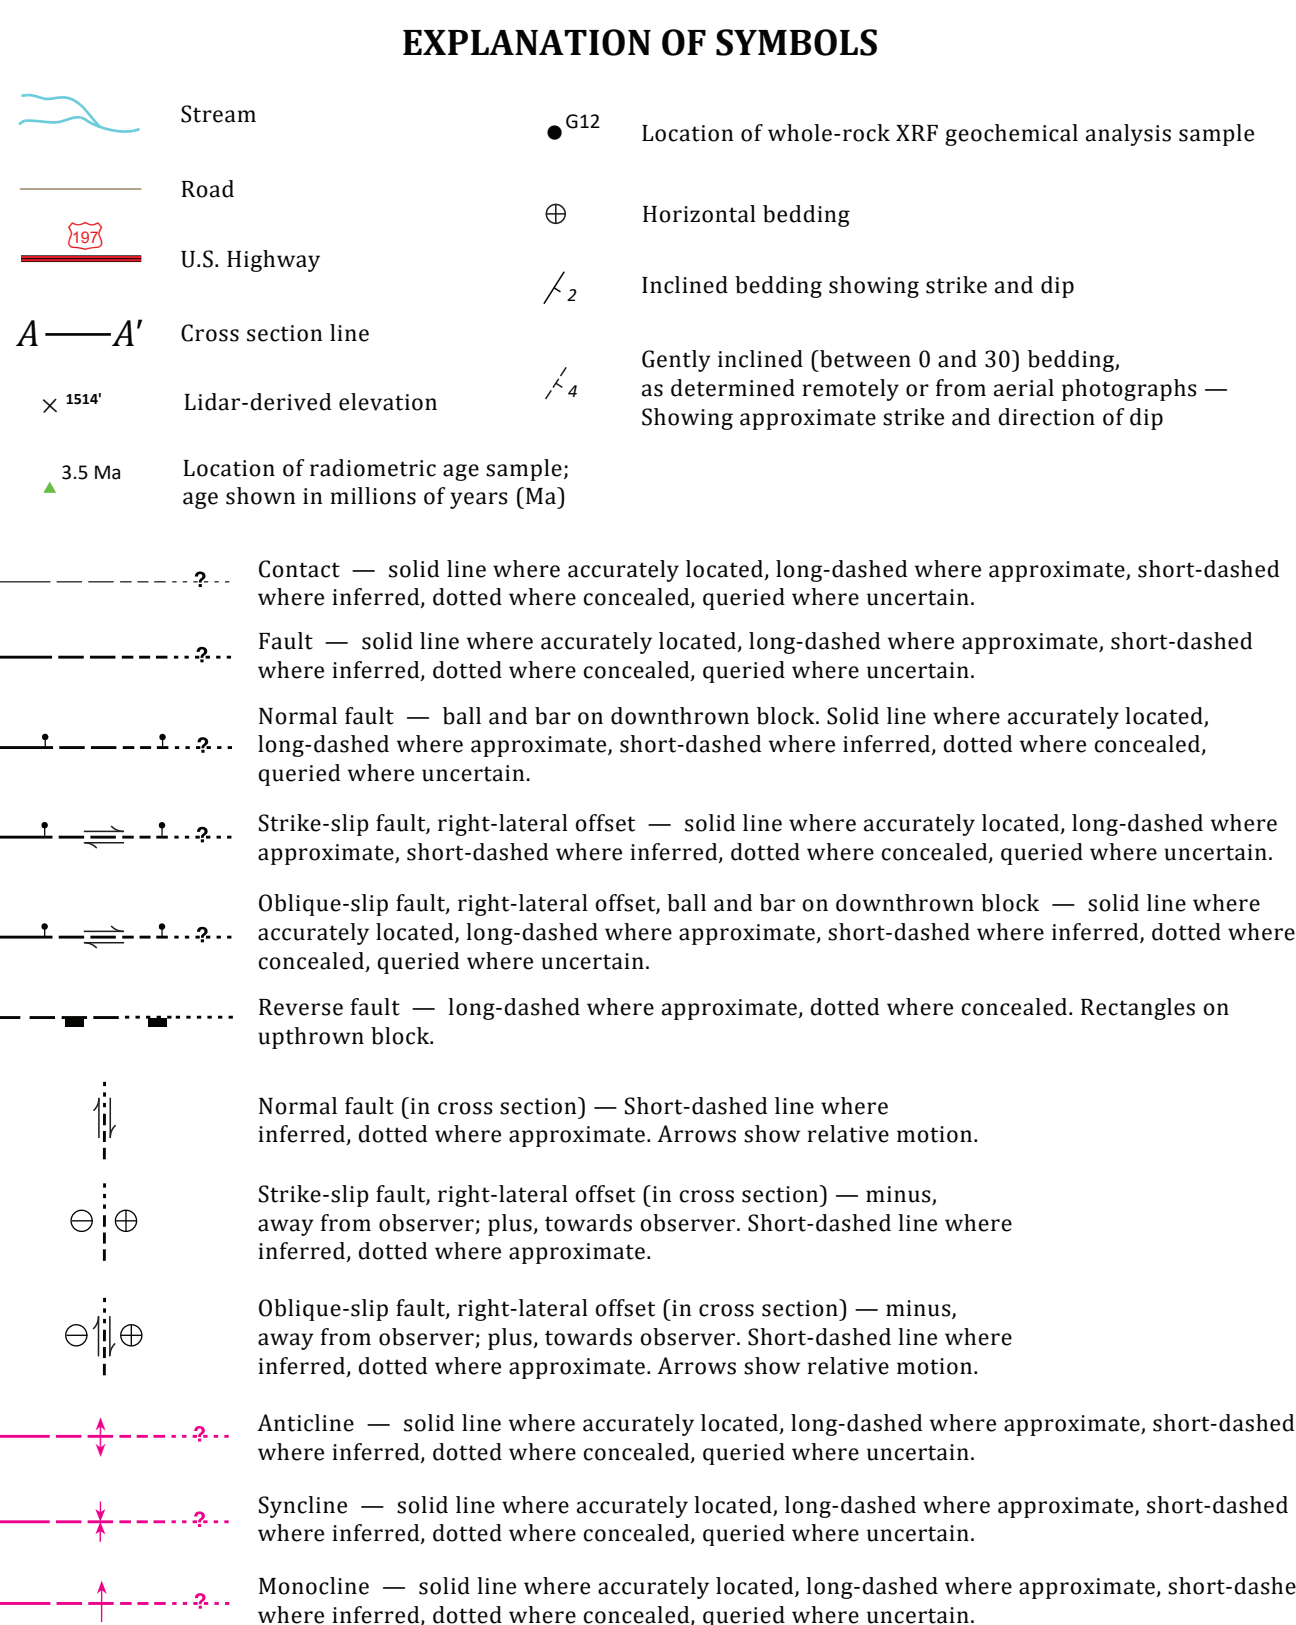 EXPLANATION OF SYMBOLS
Stream
Road
197
U.S. Highway
A A'
Cross section line
1514'
Lidar-derived elevation
3.5 Ma
Location of radiometric age sample;
age shown in millions of years (Ma)
G12
Location of whole-rock XRF geochemical analysis sample
Horizontal bedding
2
Inclined bedding showing strike and dip
4
Gently inclined (between 0 and 30) bedding,
as determined remotely or from aerial photographs —
Showing approximate strike and direction of dip
?
Contact — solid line where accurately located, long-dashed where approximate, short-dashed
where inferred, dotted where concealed, queried where uncertain.
?
Fault — solid line where accurately located, long-dashed where approximate, short-dashed
where inferred, dotted where concealed, queried where uncertain.
?
Normal fault — ball and bar on downthrown block. Solid line where accurately located,
long-dashed where approximate, short-dashed where inferred, dotted where concealed,
queried where uncertain.
?
Strike-slip fault, right-lateral offset — solid line where accurately located, long-dashed where
approximate, short-dashed where inferred, dotted where concealed, queried where uncertain.
?
Oblique-slip fault, right-lateral offset, ball and bar on downthrown block — solid line where
accurately located, long-dashed where approximate, short-dashed where inferred, dotted where
concealed, queried where uncertain.
Reverse fault — long-dashed where approximate, dotted where concealed. Rectangles on
upthrown block.
Normal fault (in cross section) — Short-dashed line where
inferred, dotted where approximate. Arrows show relative motion.
Strike-slip fault, right-lateral offset (in cross section) — minus,
away from observer; plus, towards observer. Short-dashed line where
inferred, dotted where approximate.
Oblique-slip fault, right-lateral offset (in cross section) — minus,
away from observer; plus, towards observer. Short-dashed line where
inferred, dotted where approximate. Arrows show relative motion.
?
Anticline — solid line where accurately located, long-dashed where approximate, short-dashed
where inferred, dotted where concealed, queried where uncertain.
?
Syncline — solid line where accurately located, long-dashed where approximate, short-dashed
where inferred, dotted where concealed, queried where uncertain.
?
Monocline — solid line where accurately located, long-dashed where approximate, short-dashe
where inferred, dotted where concealed, queried where uncertain.